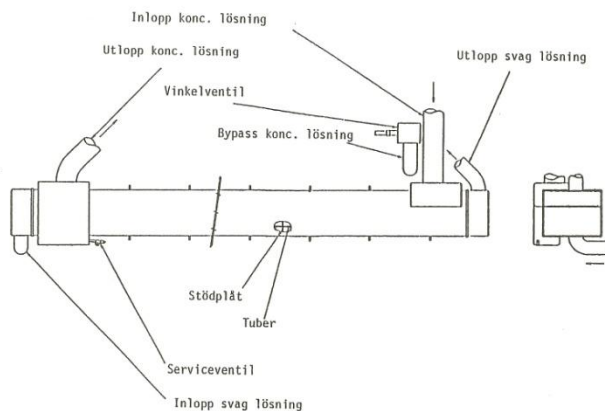 Inlopp konc. lösning
Utlopp konc. lösning
Utlopp svag lösning
Vinkelventil
Bypass konc. lösning
Stödplåt
Tuber
Serviceventil
Inlopp svag lösning